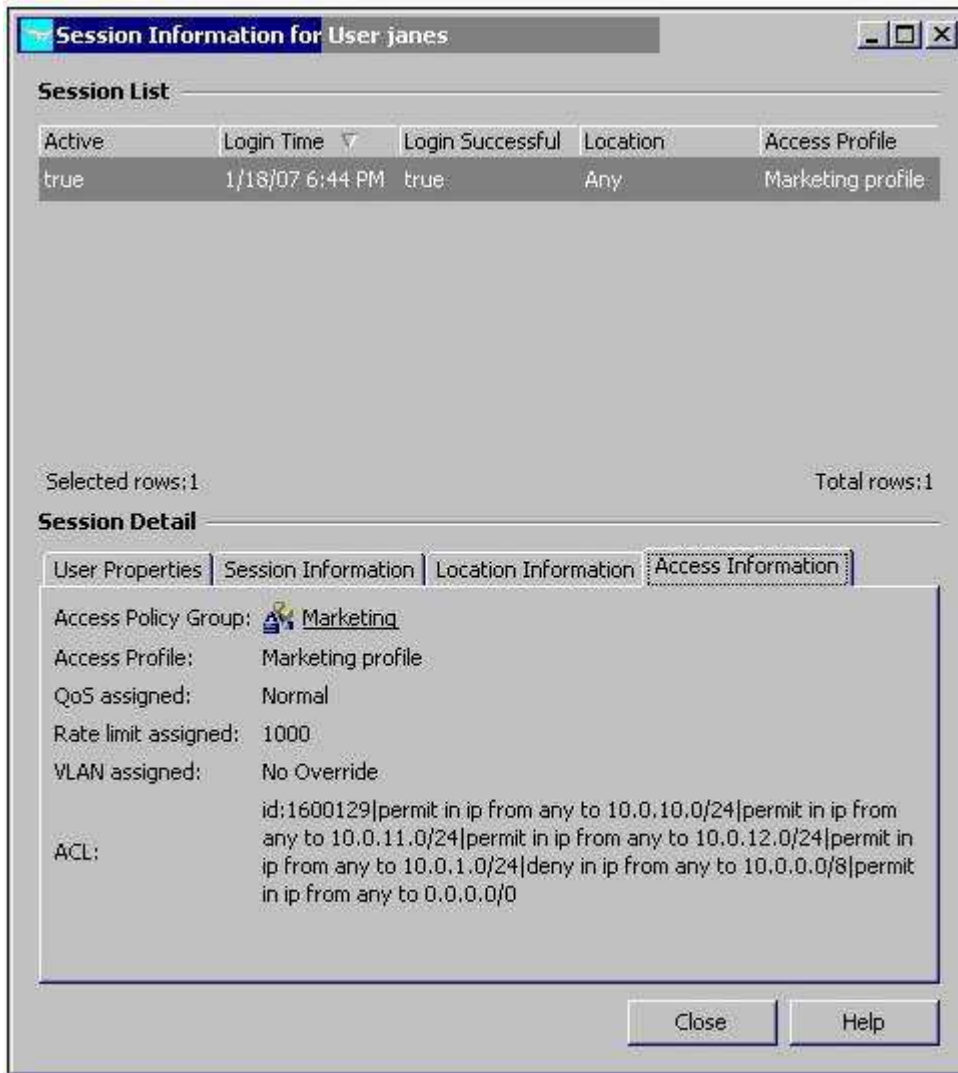 Session Information for User janes
Session List
Active Login Time Login Successful Location Access Profile
true 1/18/07 6:44 PM true Any Marketing profile
Selected rows:1 Total rows:1
Session Detail
User Properties Session Information Location Information Access Information
Access Policy Group: Marketing
Access Profile: Marketing profile
QoS assigned: Normal
Rate limit assigned: 1000
VLAN assigned: No Override
ACL:
id:1600129|permit in ip from any to 10.0.10.0/24|permit in ip from
any to 10.0.11.0/24|permit in ip from any to 10.0.12.0/24|permit in
ip from any to 10.0.1.0/24|deny in ip from any to 10.0.0.0/8|permit
in ip from any to 0.0.0.0/0
Close Help